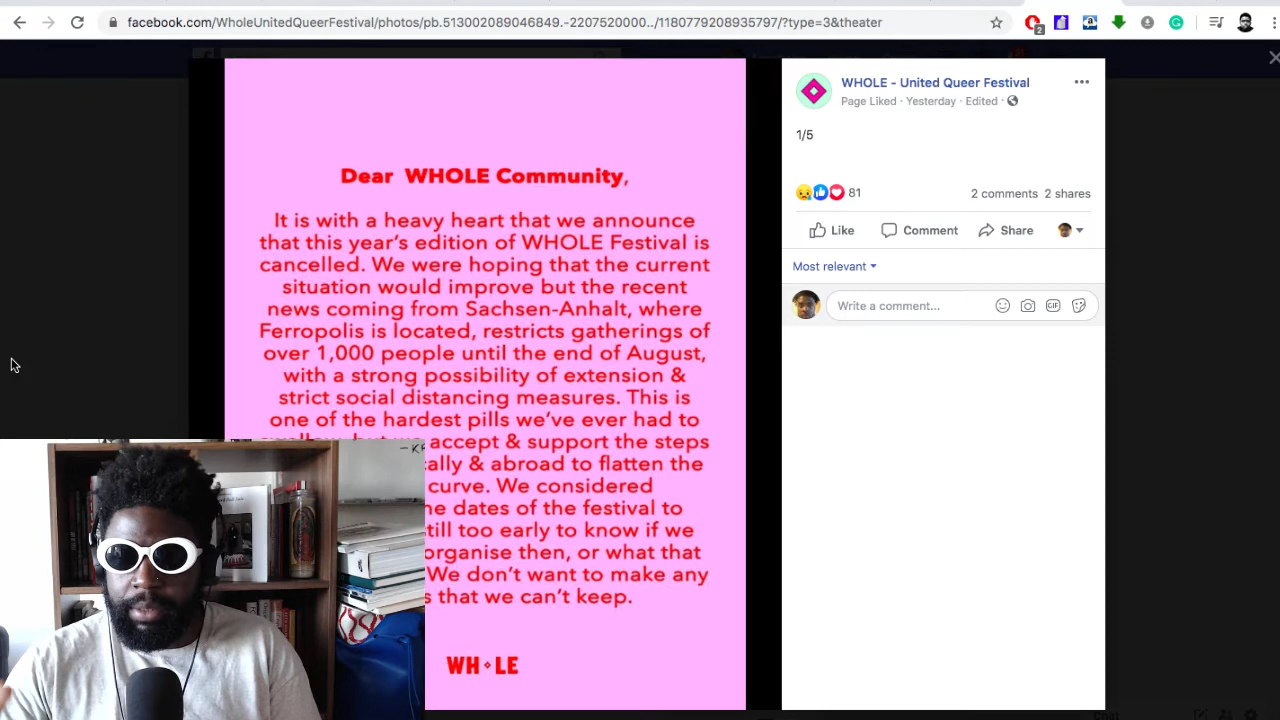 facebook.com/WholeUnitedQueerFestival/photos/pb.513002089046849.-2207520000../1180779208935797/?type=3&theater
2
Dear WHOLE Community,
It is with a heavy heart that we announce
that this year's edition of WHOLE Festival is
cancelled. We were hoping that the current
situation would improve but the recent
news coming from Sachsen-Anhalt, where
Ferropolis is located, restricts gatherings of
over 1,000 people until the end of August,
with a strong possibility of extension &
strict social distancing measures. This is
one of the hardest pills we've ever had to
accept & support the steps
ally & abroad to flatten the
curve. We considered
he dates of the festival to
till too early to know if we
organise then, or what that
We don't want to make any
s that we can't keep.
WH LE
WHOLE - United Queer Festival
Page Liked · Yesterday · Edited ·
1/5
81
2 comments 2 shares
Like Comment Share
Most relevant
Write a comment...
GIF